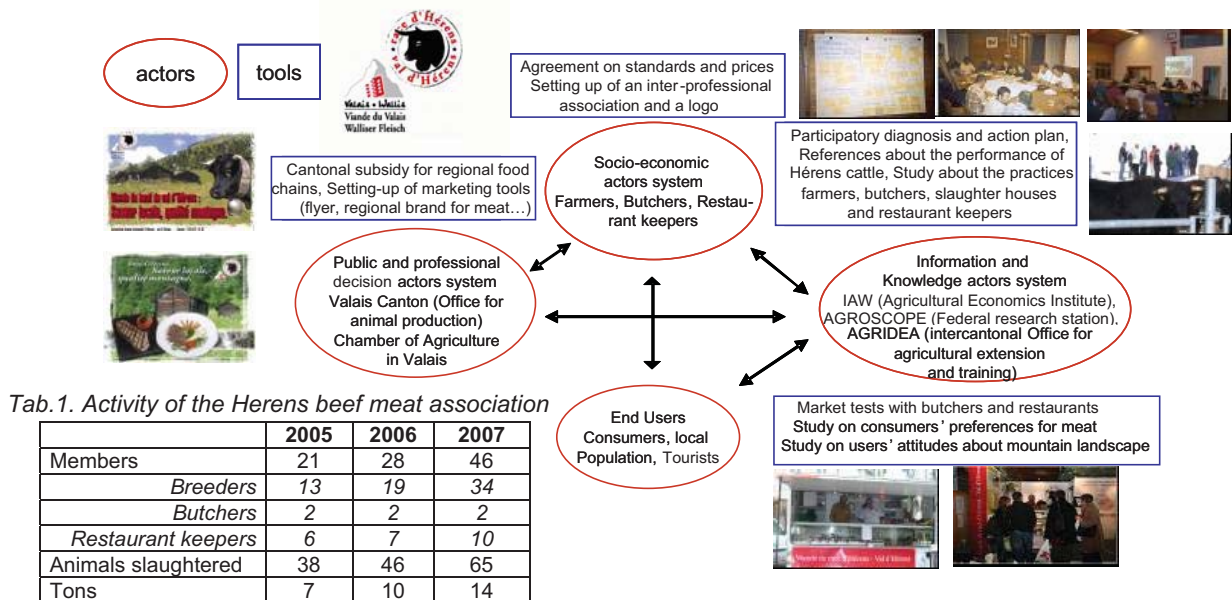 actors
tools
race d'Hérens
val d'Hérens
Valais • Wallis
Viande du Valais
Walliser Fleisch
Agreement on standards and prices
Setting up of an inter-professional
association and a logo
Cantonal subsidy for regional food
chains, Setting-up of marketing tools
(flyer, regional brand for meat…)
Socio-economic
actors system
Farmers, Butchers, Restau-
rant keepers
Participatory diagnosis and action plan,
References about the performance of
Hérens cattle, Study about the practices
farmers, butchers, slaughter houses
and restaurant keepers
Public and professional
decision actors system
Valais Canton (Office for
animal production)
Chamber of Agriculture
in Valais
Information and
Knowledge actors system
IAW (Agricultural Economics Institute),
AGROSCOPE (Federal research station),
AGRIDEA (intercantonal Office for
agricultural extension
and training)
End Users
Consumers, local
Population, Tourists
Market tests with butchers and restaurants
Study on consumers' preferences for meat
Study on users' attitudes about mountain landscape
Tab.1. Activity of the Herens beef meat association
2005 2006 2007
Members 21 28 46
Breeders 13 19 34
Butchers 2 2 2
Restaurant keepers 6 7 10
Animals slaughtered 38 46 65
Tons 7 10 14